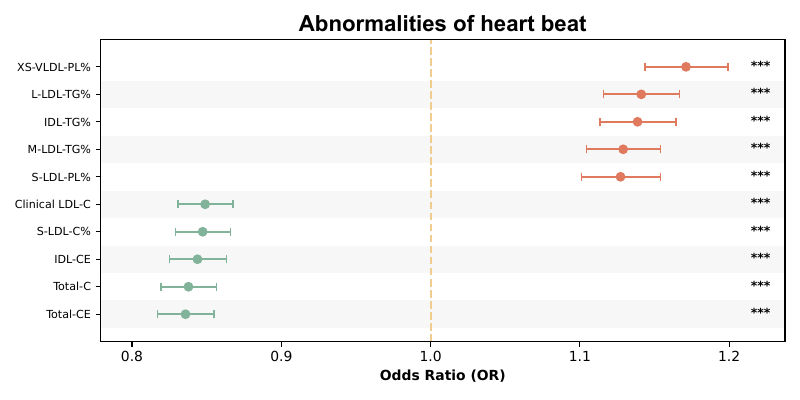 Abnormalities of heart beat
XS-VLDL-PL% ***
L-LDL-TG% ***
IDL-TG% ***
M-LDL-TG% ***
S-LDL-PL% ***
Clinical LDL-C ***
S-LDL-C% ***
IDL-CE ***
Total-C ***
Total-CE ***
0.8 0.9 1.0 1.1 1.2
Odds Ratio (OR)